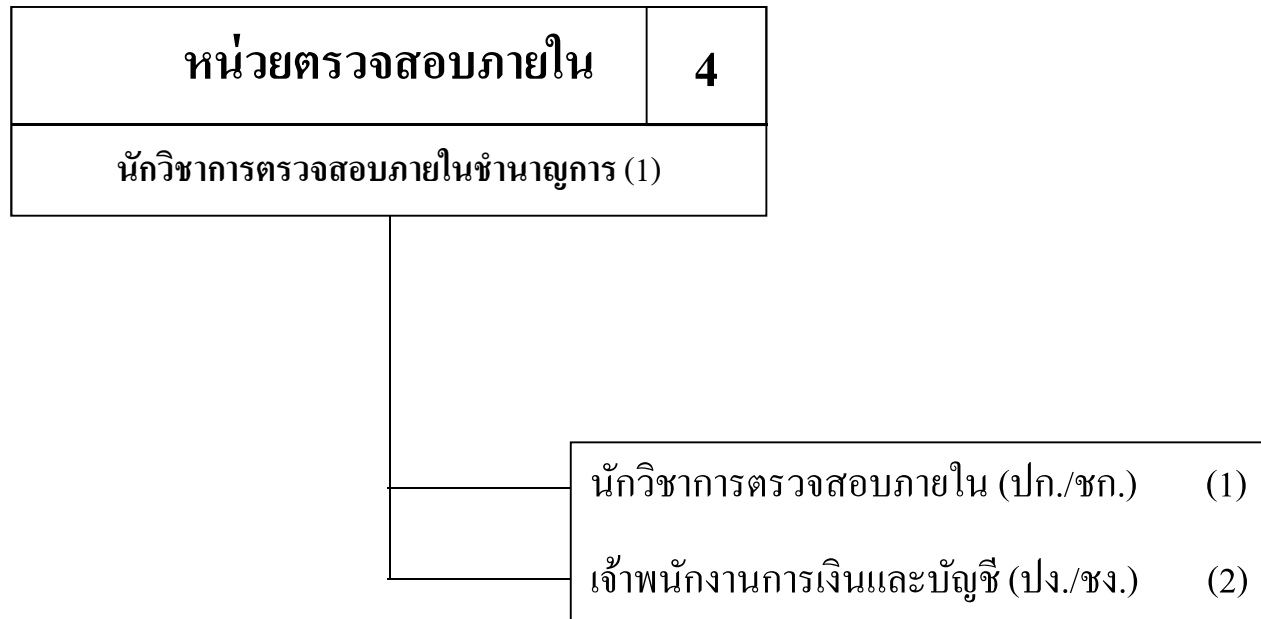 หน่วยตรวจสอบภายใน 4
นักวิชาการตรวจสอบภายในชำนาญการ (1)
นักวิชาการตรวจสอบภายใน (ปก./ชก.) (1)
เจ้าพนักงานการเงินและบัญชี (ปง./ชง.) (2)